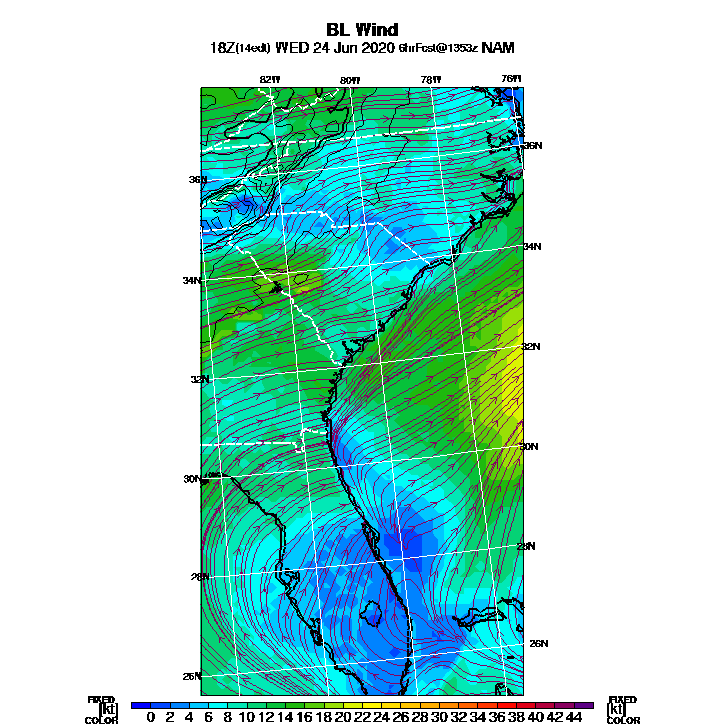 BL Wind
18Z(14edt) WED 24 Jun 2020 6hrFcst@1353z NAM
82W 80W 78W 76W
36N
36N
34N
34N
32N
32N
30N
30N
28N
28N
26N
26N
FIXED FIXED
[kt] [kt]
0 2 4 6 8 10 12 14 16 18 20 22 24 26 28 30 32 34 36 38 40 42 44
COLOR COLOR